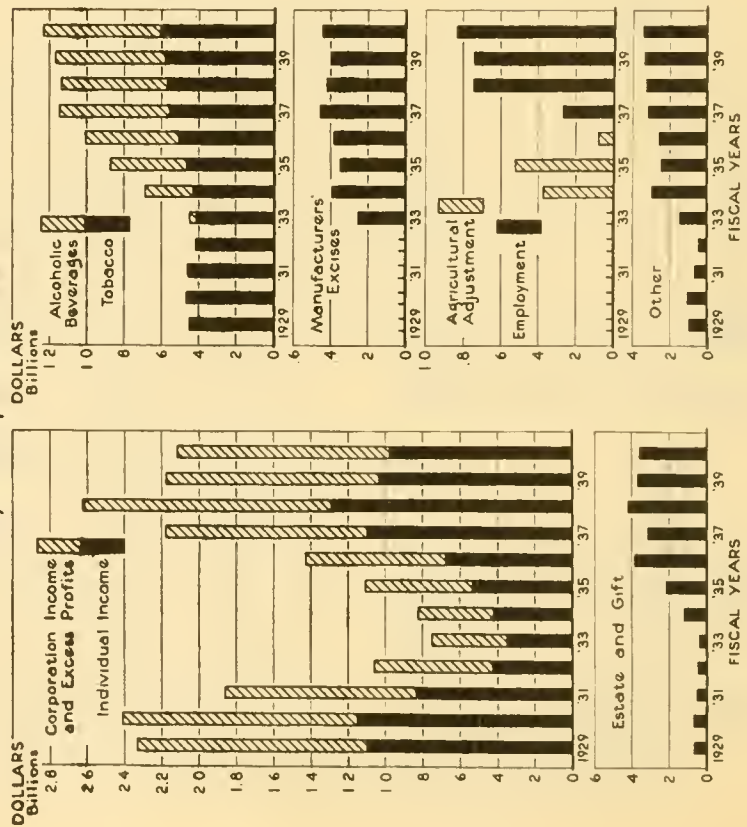 DOLLARS
Billions
2.8
2.6
2.4
2.2
2.0
1.8
1.6
1.4
1.2
1.0
.8
.6
.4
.2
0
Corporation Income
and Excess Profits
Individual Income
1929 '31 '33 '35 '37 '39
.6
.4
.2
0
Estate and Gift
1929 '31 '33 '35 '37 '39
FISCAL YEARS
DOLLARS
Billions
1.2
1.0
.8
.6
.4
.2
0
Alcoholic
Beverages
Tobacco
1929 '31 '33 '35 '37 '39
.6
.4
.2
0
Manufacturers'
Excises
1929 '31 '33 '35 '37 '39
1.0
.8
.6
.4
.2
0
Agricultural
Adjustment
Employment
1929 '31 '33 '35 '37 '39
.4
.2
0
Other
1929 '31 '33 '35 '37 '39
FISCAL YEARS